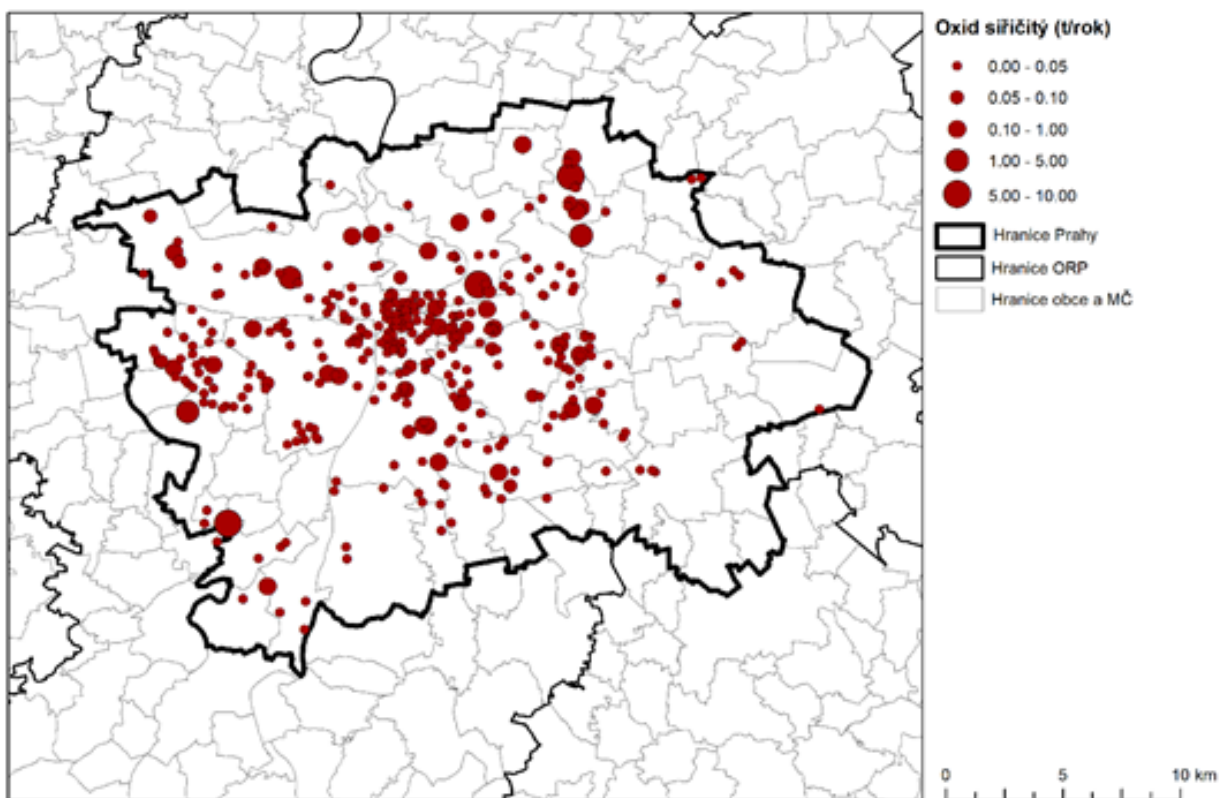 Oxid siřičitý (t/rok)
0.00 - 0.05
0.05 - 0.10
0.10 - 1.00
1.00 - 5.00
5.00 - 10.00
Hranice Prahy
Hranice ORP
Hranice obce a MČ
0 5 10 km